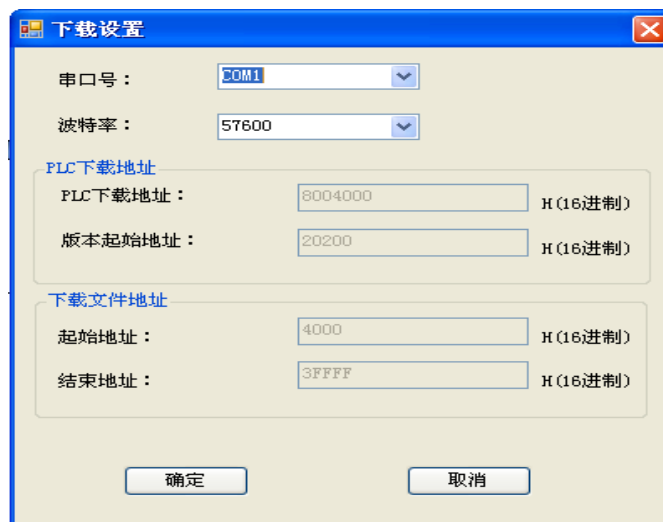 下载设置
串口号： COM1
波特率： 57600
PLC下载地址
PLC下载地址： 8004000 H(16进制)
版本起始地址： 20200 H(16进制)
下载文件地址
起始地址： 4000 H(16进制)
结束地址： 3FFFF H(16进制)
确定 取消